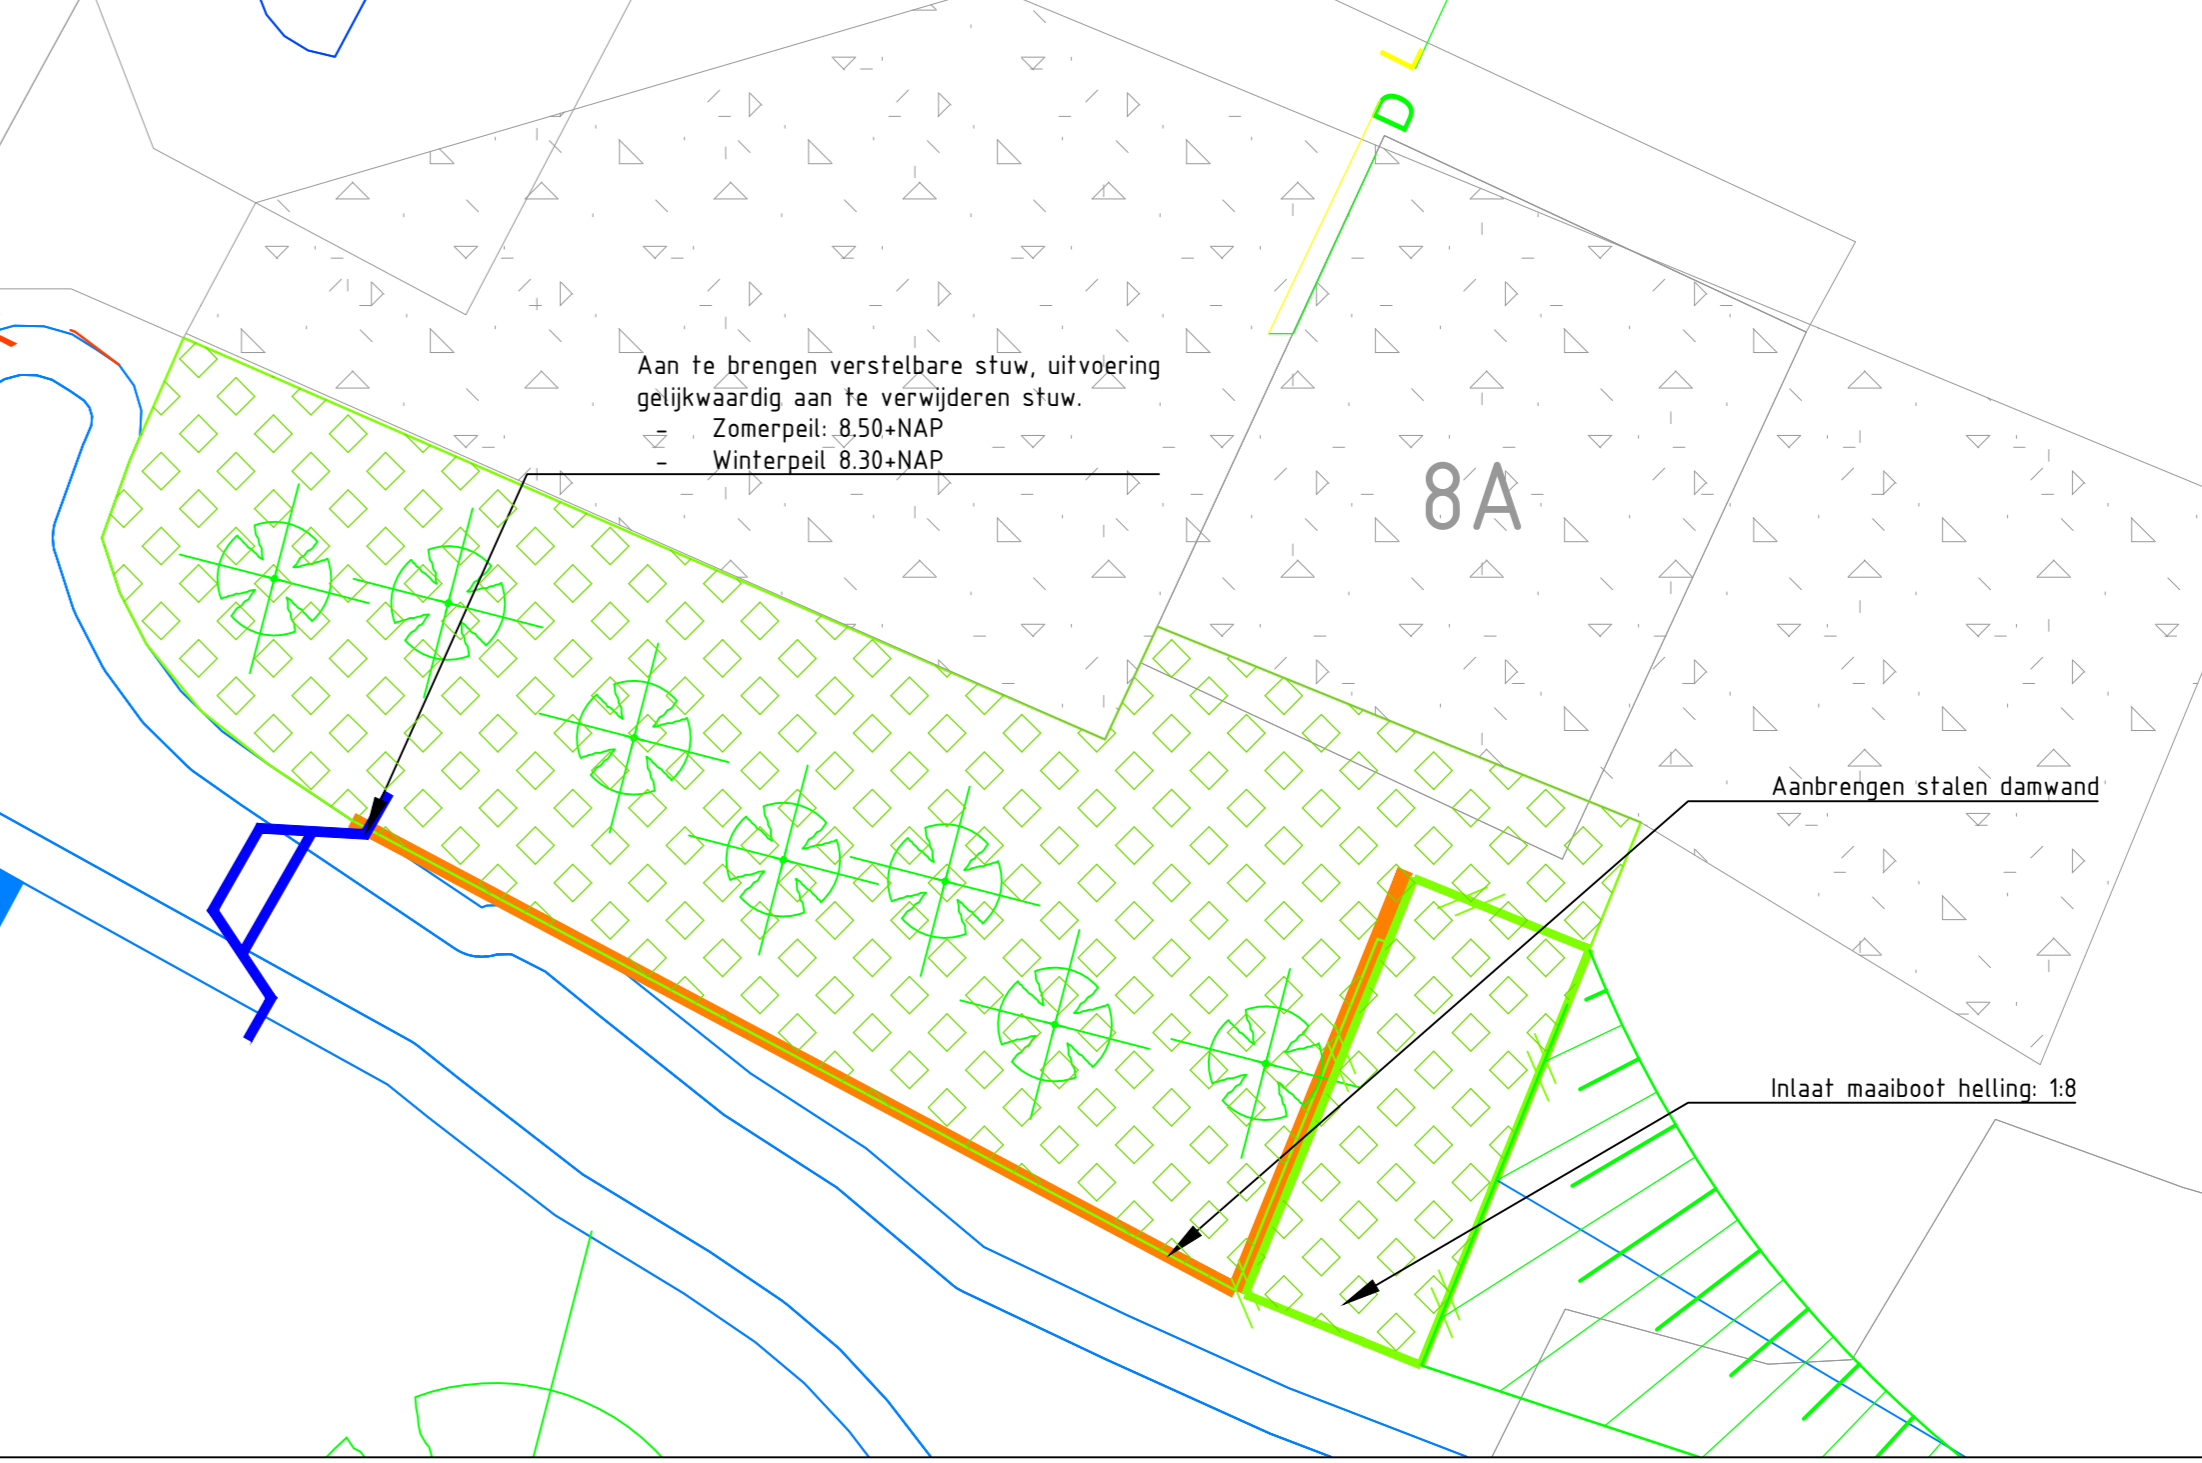 L
D
Aan te brengen verstelbare stuw, uitvoering
gelijkwaardig aan te verwijderen stuw.
- Zomerpeil: 8.50+NAP
- Winterpeil 8.30+NAP
8A
Aanbrengen stalen damwand
Inlaat maaiboot helling: 1:8